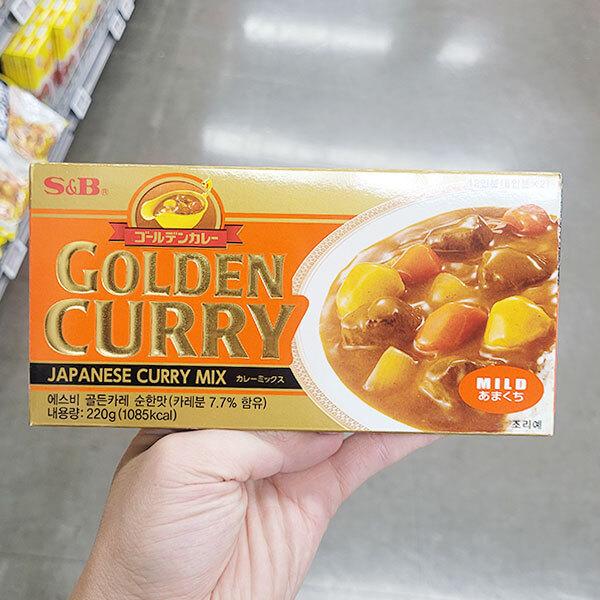 S&B®
ゴールデンカレー
GOLDEN
CURRY
JAPANESE CURRY MIX カレーミックス
에스비 골든카레 순한맛(카레분 7.7% 함유)
내용량: 220g(1085kcal)
MILD
あまくち
조리예